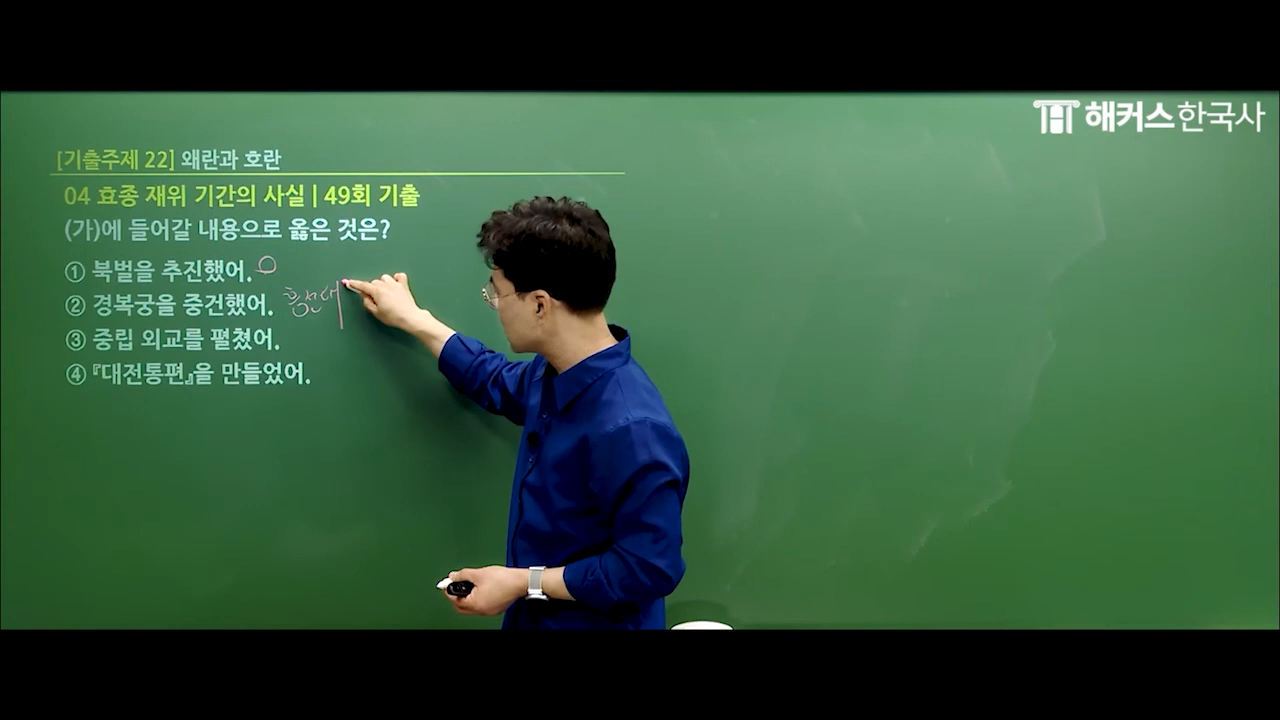 해커스한국사
[기출주제 22] 왜란과 호란
04 효종 재위 기간의 사실 | 49회 기출
(가)에 들어갈 내용으로 옳은 것은?
① 북벌을 추진했어.
② 경복궁을 중건했어. 흥선대
③ 중립 외교를 펼쳤어.
④ 『대전통편』을 만들었어.